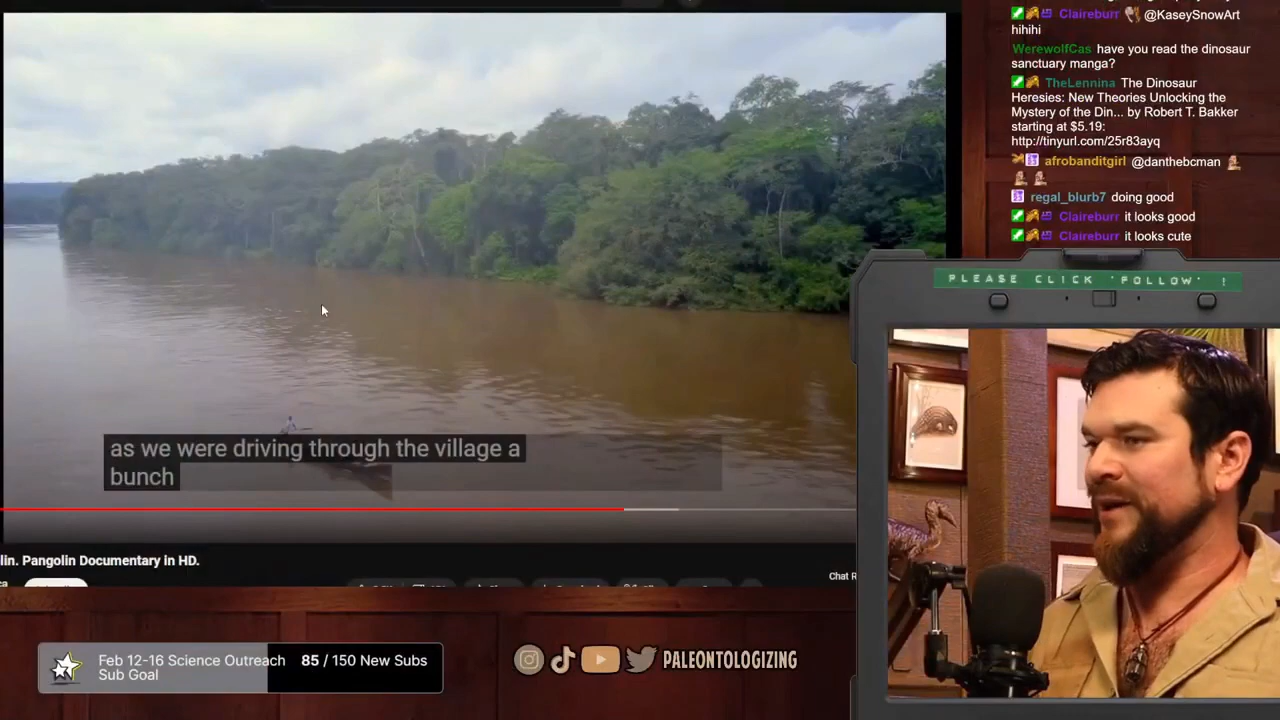 Claireburr @KaseySnowArt
hihihi
WerewolfCas have you read the dinosaur
sanctuary manga?
TheLennina The Dinosaur
Heresies: New Theories Unlocking the
Mystery of the Din... by Robert T. Bakker
starting at $5.19:
http://tinyurl.com/25r83ayq
afrobanditgirl @danthebcman
regal_blurb7 doing good
Claireburr it looks good
Claireburr it looks cute
PLEASE CLICK 'FOLLOW' !
as we were driving through the village a
bunch
lin. Pangolin Documentary in HD.
Chat R
Feb 12-16 Science Outreach
Sub Goal
85 / 150 New Subs
PALEONTOLOGIZING